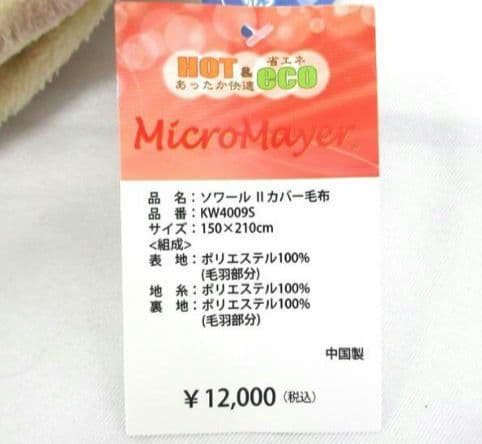 HOT & eco
省エネ
あったか快適
MicroMayer
品　名：ソワール II カバー毛布
品　番：KW4009S
サイズ：150×210cm
<組成>
表　地：ポリエステル100%
(毛羽部分)
地　糸：ポリエステル100%
裏　地：ポリエステル100%
(毛羽部分)
中国製
¥12,000（税込）